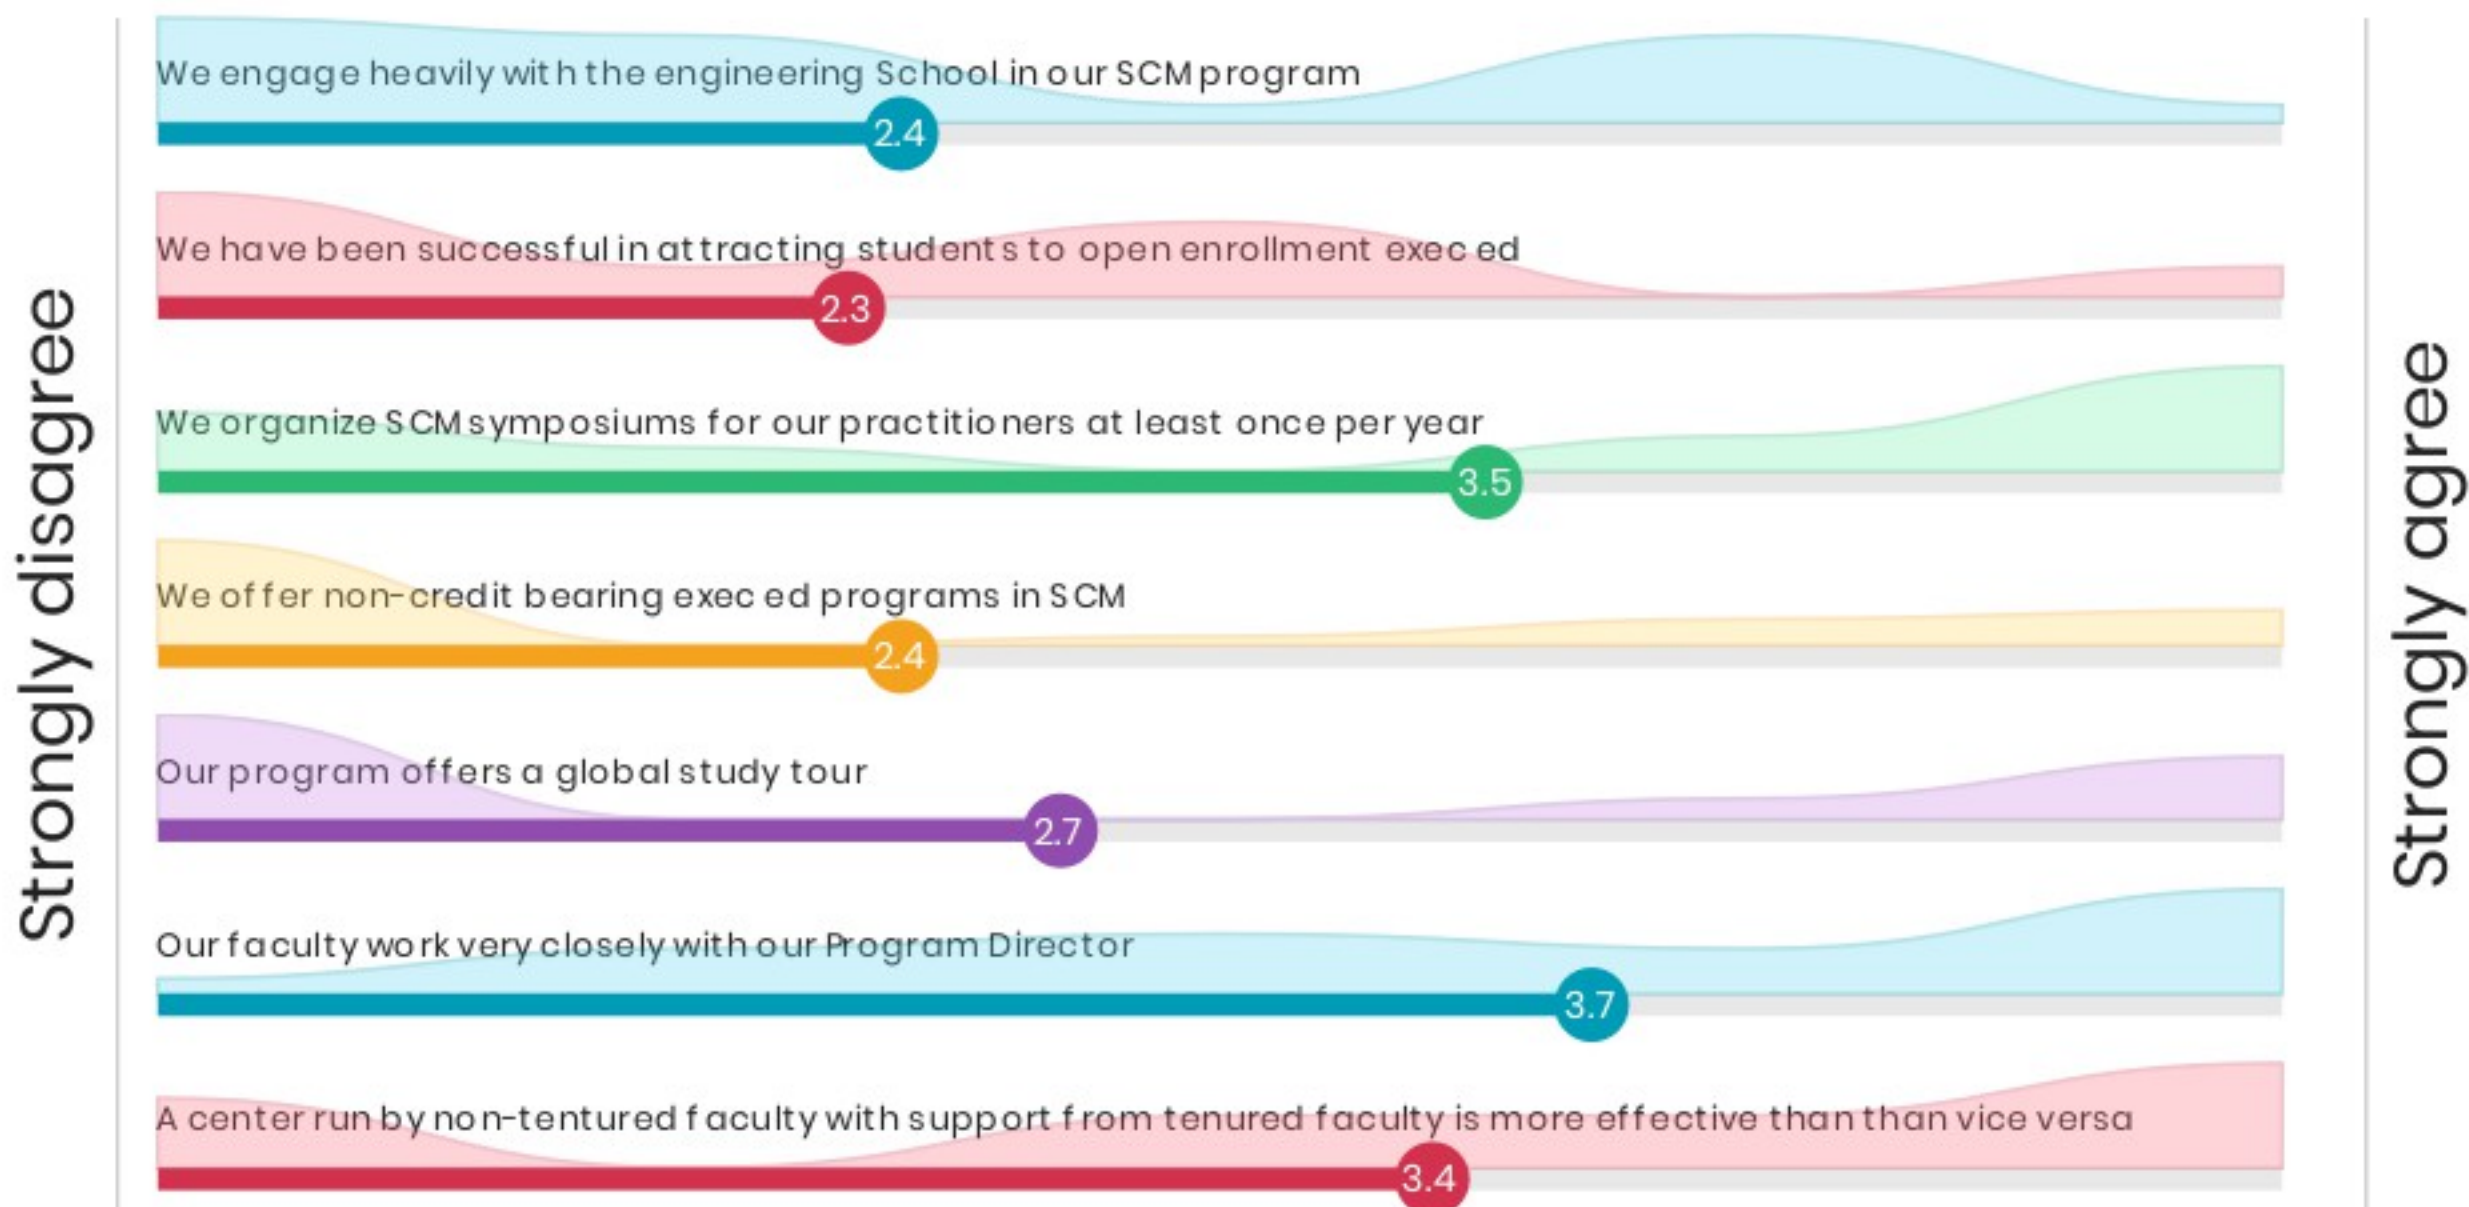 Strongly disagree
We engage heavily with the engineering School in our SCM program
2.4
We have been successful in attracting students to open enrollment exec ed
2.3
We organize SCM symposiums for our practitioners at least once per year
3.5
We offer non-credit bearing exec ed programs in SCM
2.4
Our program offers a global study tour
2.7
Our faculty work very closely with our Program Director
3.7
A center run by non-tentured faculty with support from tenured faculty is more effective than than vice versa
3.4
Strongly agree